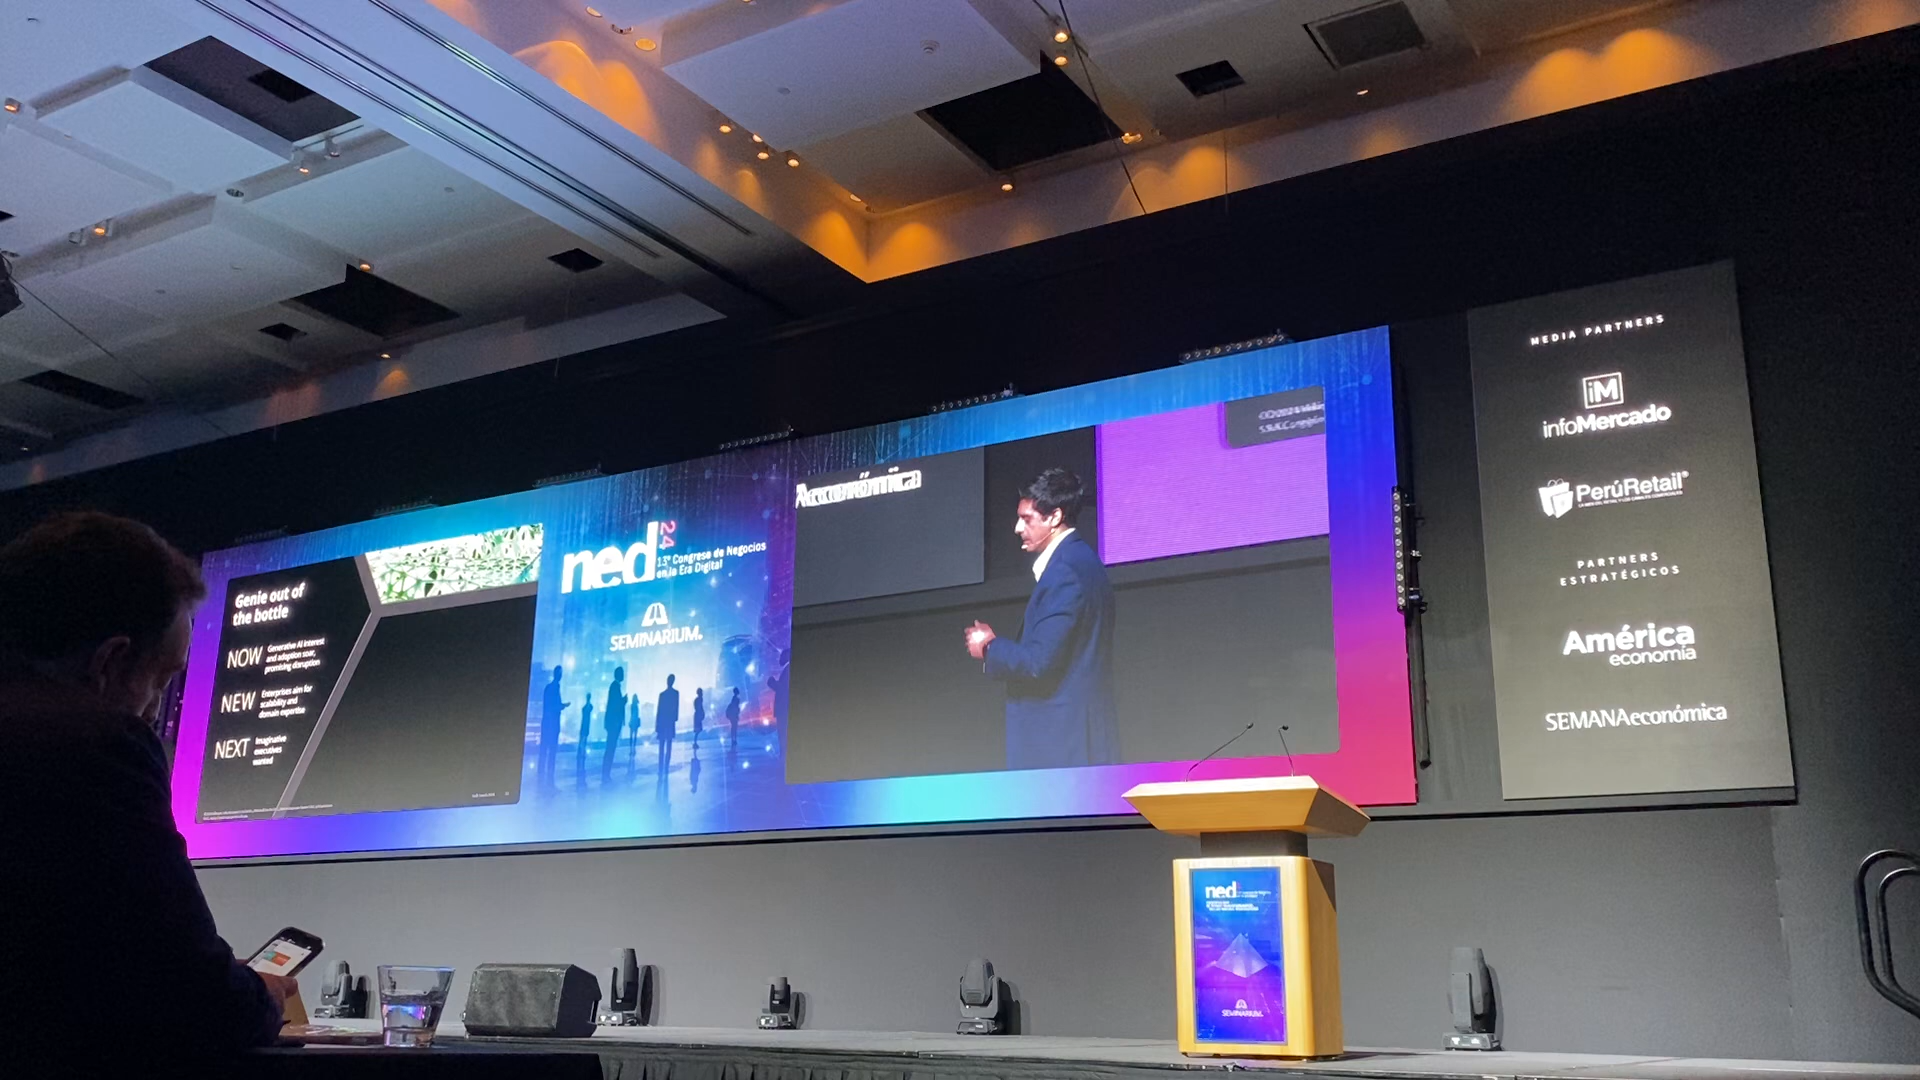 Genie out of
the bottle
NOW
Generative AI interest
and adoption soar,
promising disruption
NEW
Enterprises aim for
scalability and
domain expertise
NEXT
Imaginative
executives
wanted
ned
24
13° Congreso de Negocios
en la Era Digital
SEMINARIUM®
MEDIA PARTNERS
iM
infoMercado
PerúRetail®
PARTNERS
ESTRATÉGICOS
América
economía
SEMANAeconómica
ned
SEMINARIUM®